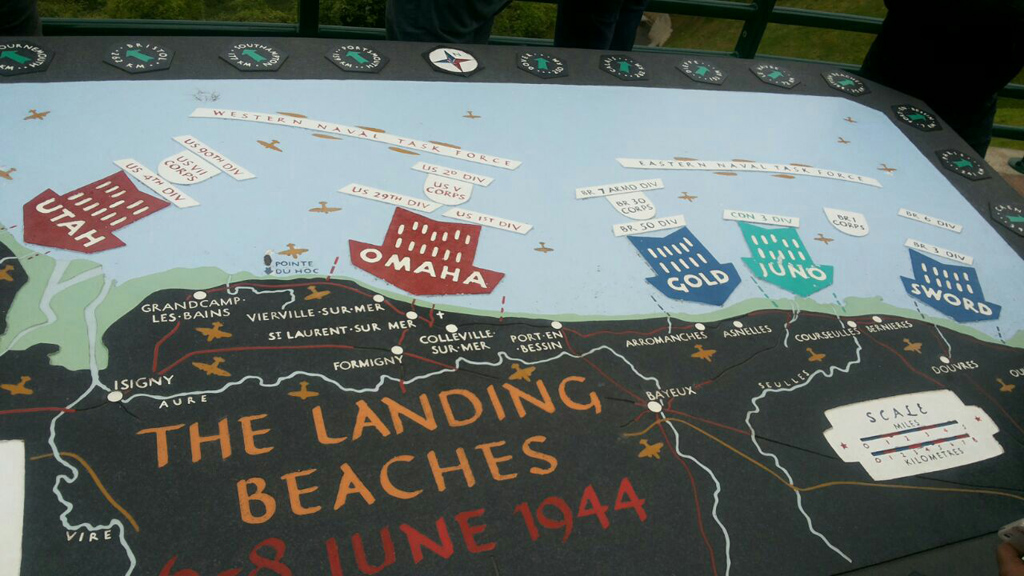 SOUTHAMPTON
WESTERN NAVAL TASK FORCE
EASTERN NAVAL TASK FORCE
US 90TH DIV
US VII
CORPS
US 4TH DIV
US 2D DIV
US V
CORPS
US 29TH DIV
US 1ST DIV
BR 7 ARMD DIV
BR 30
CORPS
BR 50 DIV
CDN 3 DIV
BR 1
CORPS
BR 6 DIV
BR 3 DIV
UTAH
OMAHA
GOLD
JUNO
SWORD
POINTE
DU HOC
GRANDCAMP-
LES-BAINS
VIERVILLE-SUR-MER
ST LAURENT-SUR MER
COLLEVILLE-
SUR-MER
PORT-EN-
BESSIN
ARROMANCHES
ASNELLES
COURSEULLES
BERNIERES
DOUVRES
FORMIGNY
ISIGNY
AURE
BAYEUX
SEULLES
VIRE
THE LANDING
BEACHES
6-8 JUNE 1944
SCALE
MILES
KILOMETRES